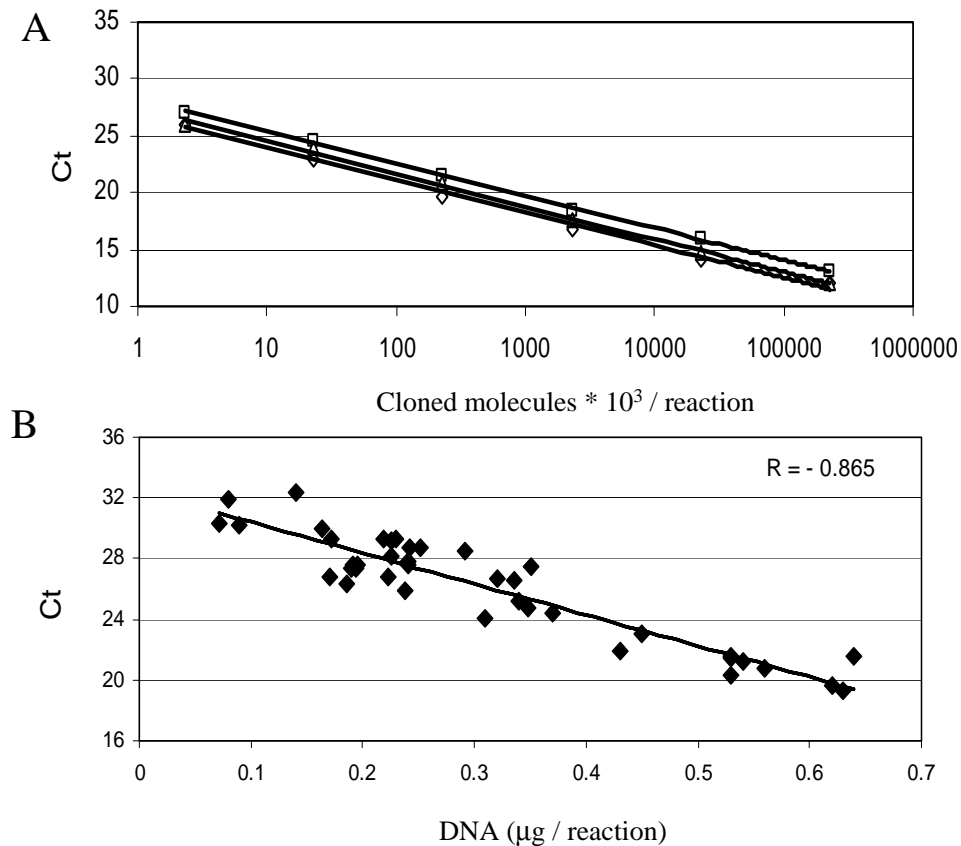 A
35
30
25
20
15
10
Ct
1 10 100 1000 10000 100000 1000000
Cloned molecules * 10³ / reaction
B
36
32
28
24
20
16
Ct
R = - 0.865
0 0.1 0.2 0.3 0.4 0.5 0.6 0.7
DNA (μg / reaction)